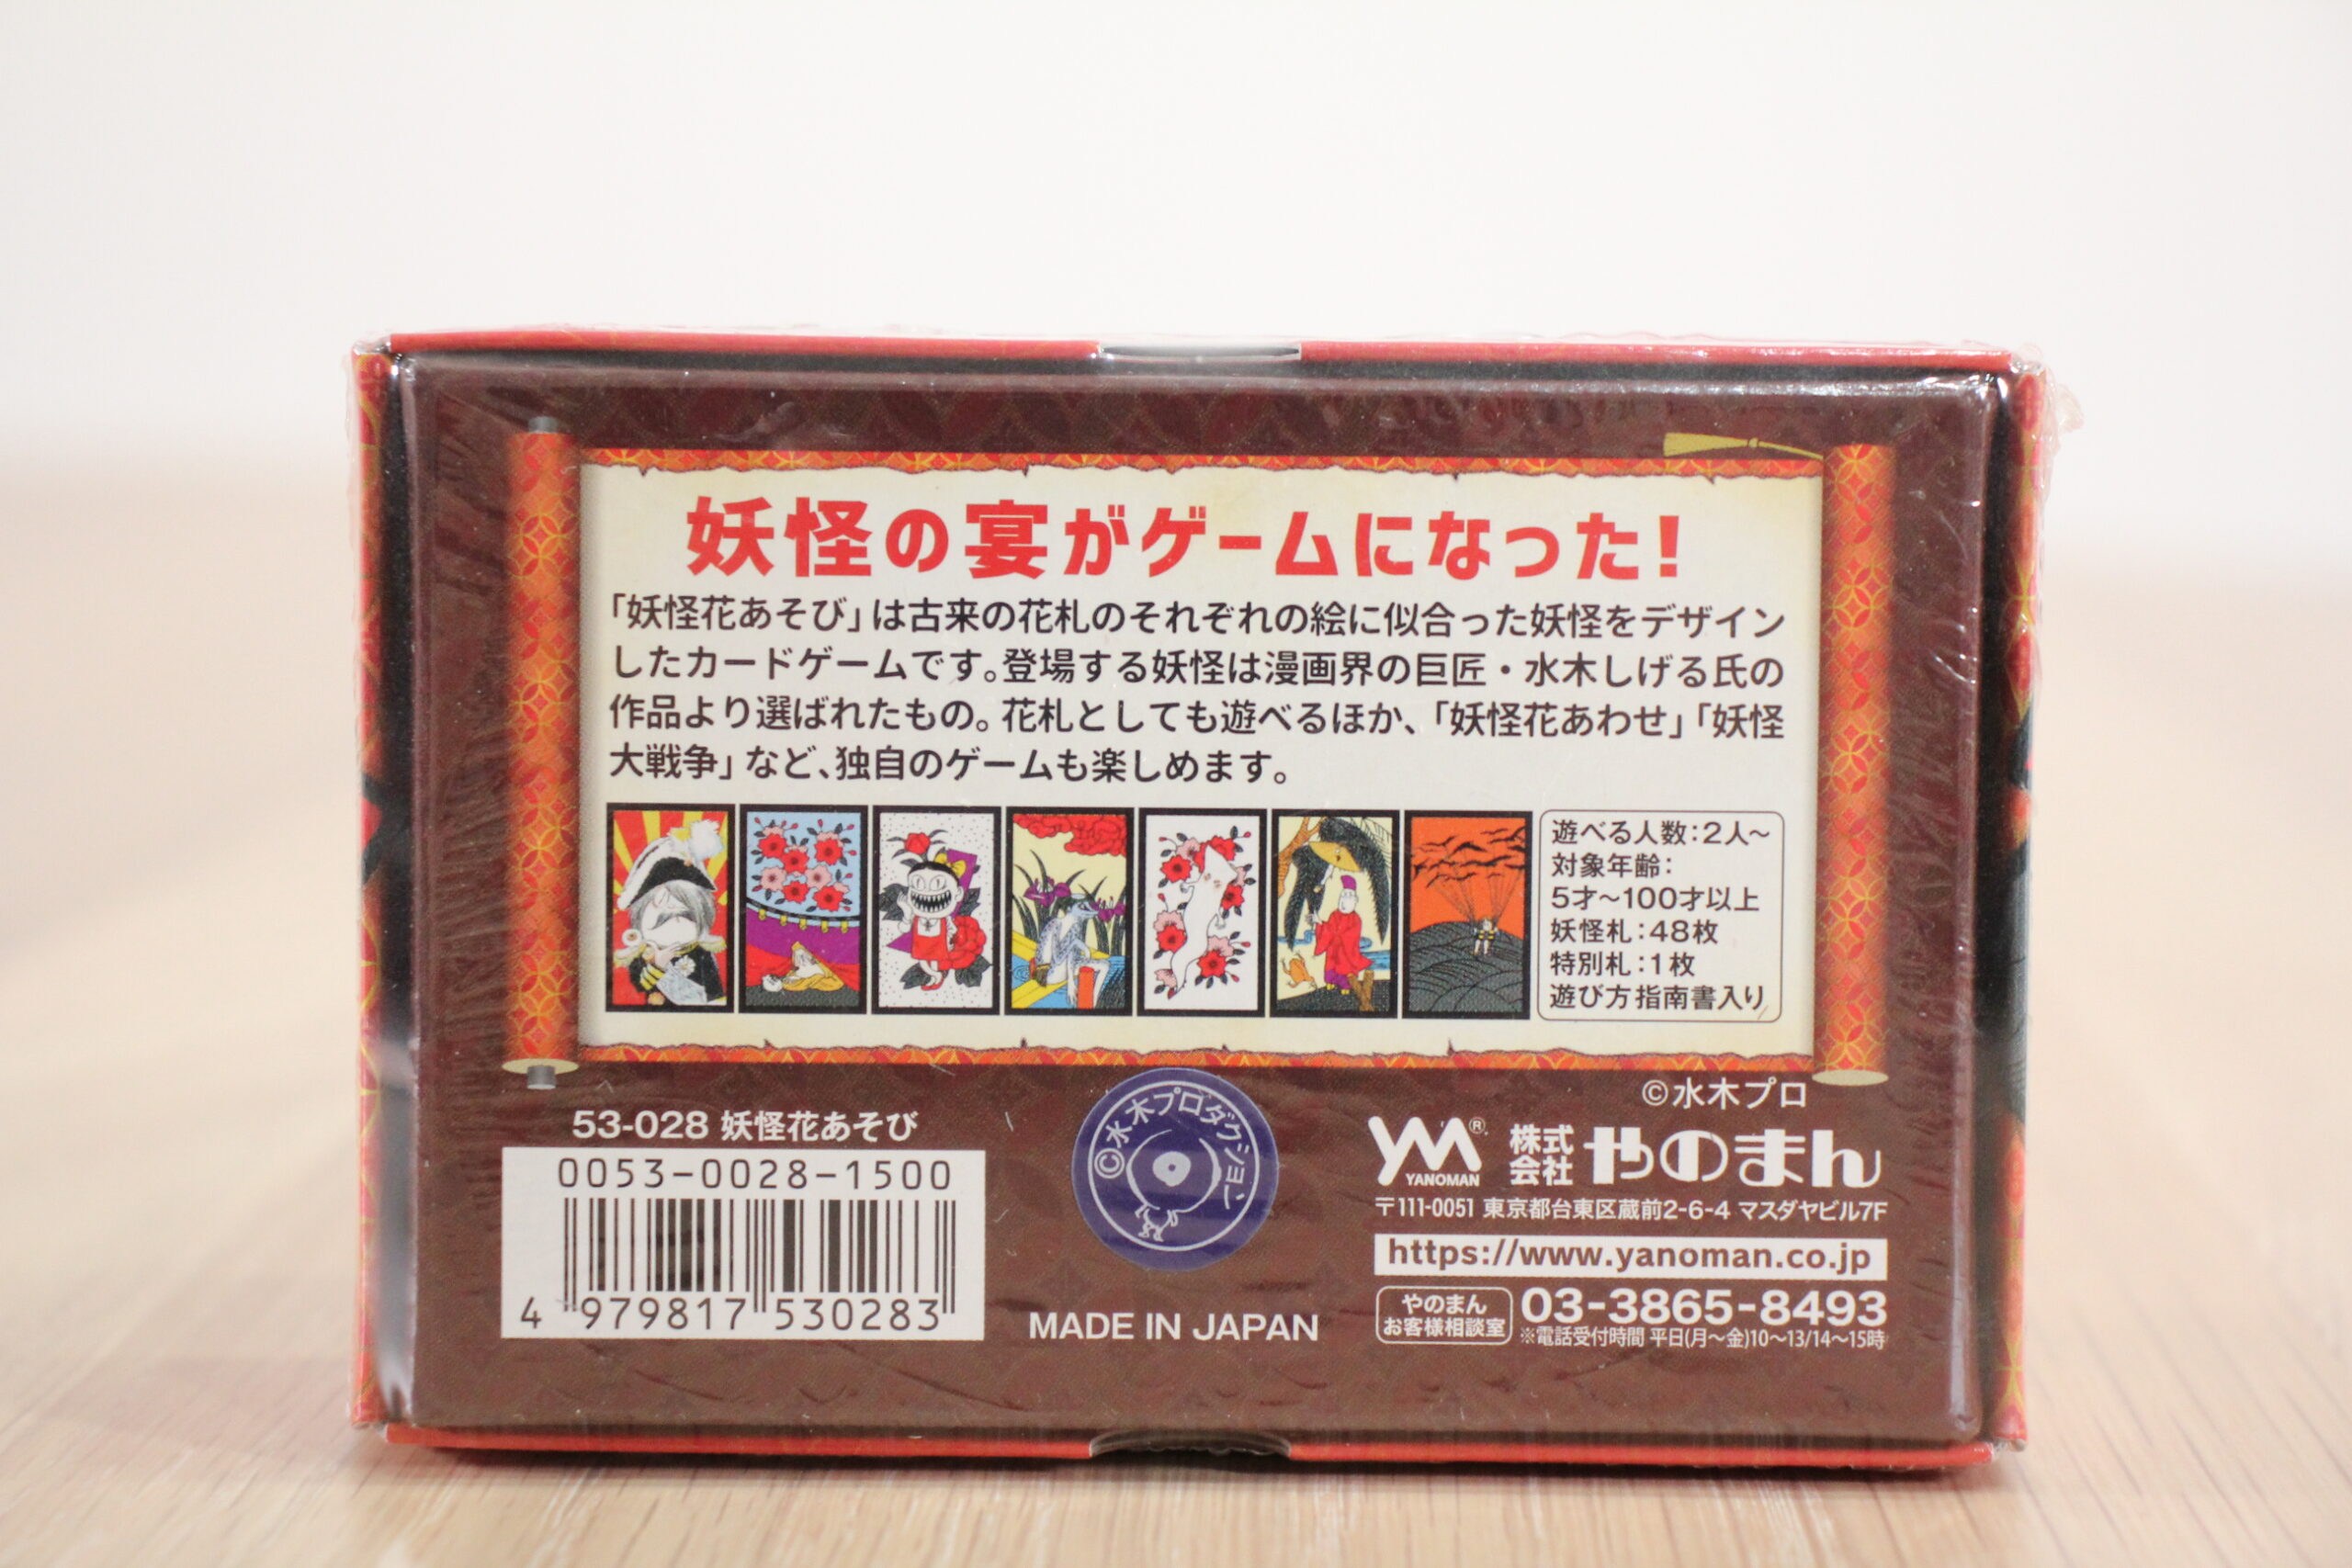 妖怪の宴がゲームになった!
「妖怪花あそび」は古来の花札のそれぞれの絵に似合った妖怪をデザイン
したカードゲームです。登場する妖怪は漫画界の巨匠・水木しげる氏の
作品より選ばれたもの。花札としても遊べるほか、「妖怪花あわせ」「妖怪
大戦争」など、独自のゲームも楽しめます。
遊べる人数:2人~
対象年齢:
5才~100才以上
妖怪札:48枚
特別札:1枚
遊び方指南書入り
©水木プロ
53-028 妖怪花あそび
0053-0028-1500
4 979817 530283
©水木プロダクション
MADE IN JAPAN
YM®
YANOMAN
株式会社 やのまん
〒111-0051 東京都台東区蔵前2-6-4 マスダヤビル7F
https://www.yanoman.co.jp
やのまん
お客様相談室
03-3865-8493
※電話受付時間 平日(月~金)10~13/14~15時